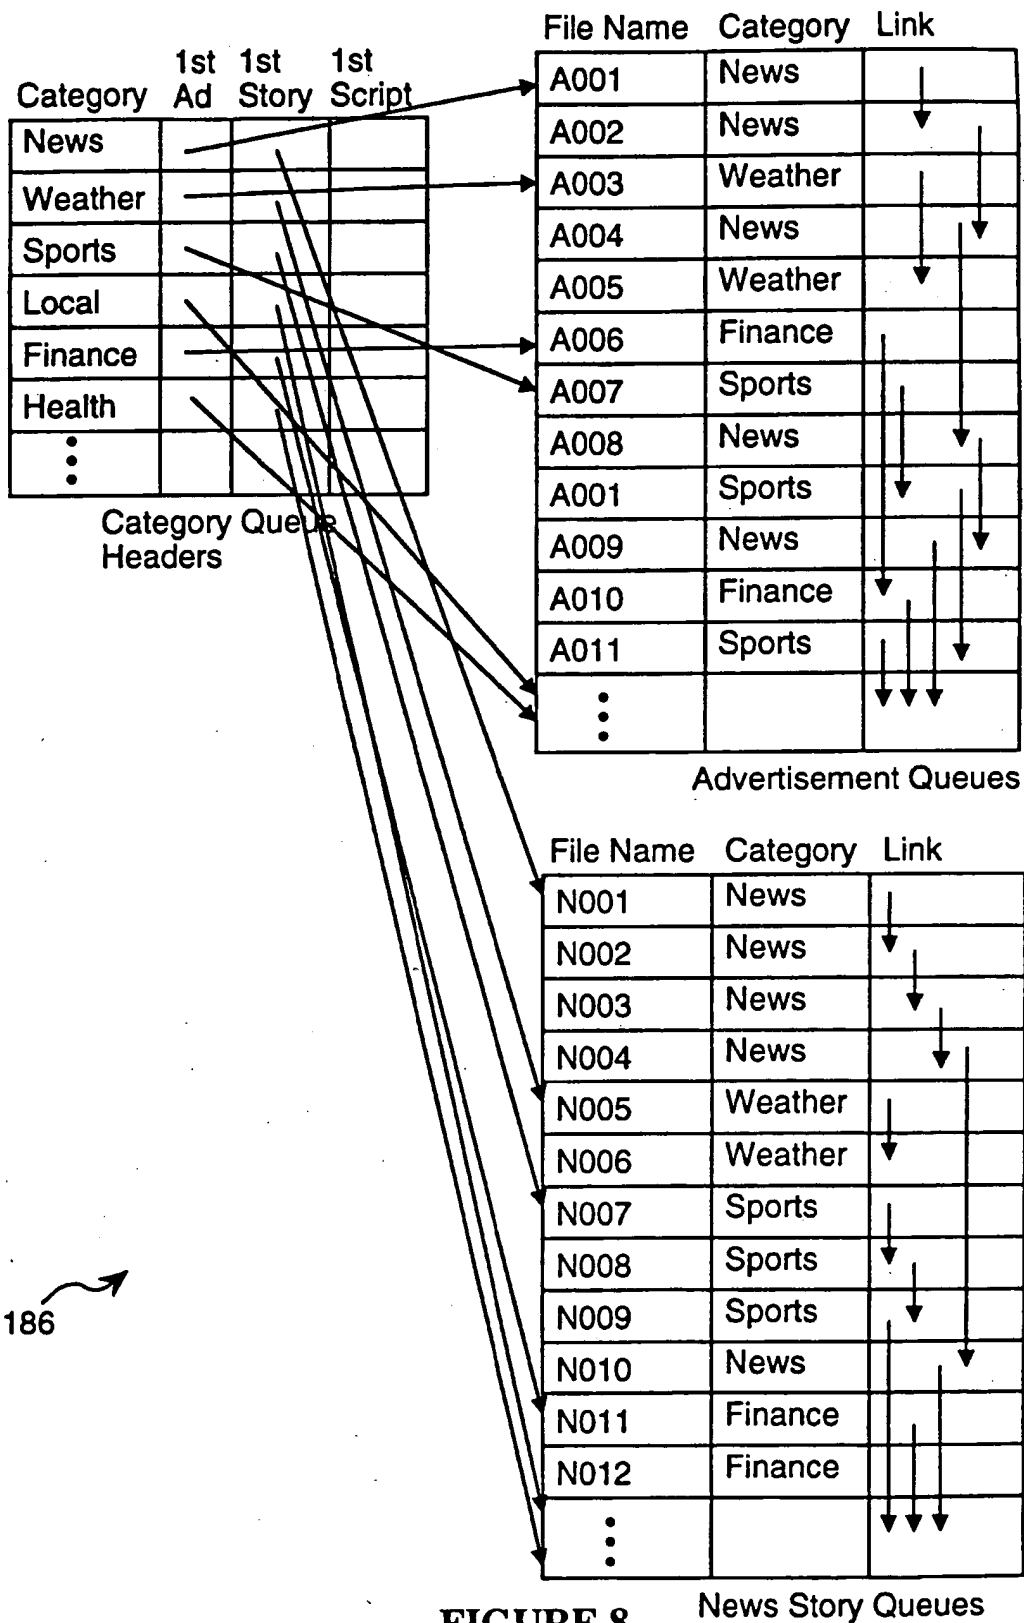 1st 1st 1st
Category Ad Story Script
News
Weather
Sports
Local
Finance
Health
Category Queue
Headers
File Name Category Link
A001 News
A002 News
A003 Weather
A004 News
A005 Weather
A006 Finance
A007 Sports
A008 News
A001 Sports
A009 News
A010 Finance
A011 Sports
Advertisement Queues
File Name Category Link
N001 News
N002 News
N003 News
N004 News
N005 Weather
N006 Weather
N007 Sports
N008 Sports
N009 Sports
N010 News
N011 Finance
N012 Finance
News Story Queues
186
FIGURE 8